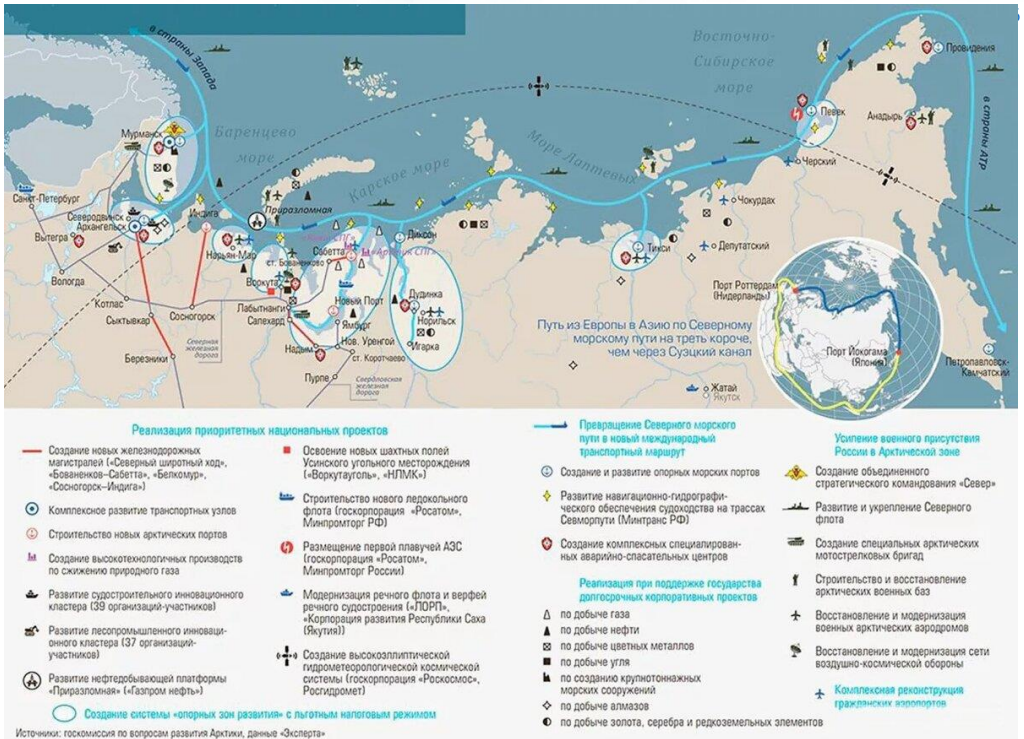 в страны Запада
Восточно-
Сибирское
море
Провидения
Певек
Анадырь
в страны АТР
Мурманск
Баренцево
море
Карское море
Море Лаптевых
Черский
Санкт-Петербург
Северодвинск
Архангельск
Индига
Приразломная
Чокурдах
Вытегра
Нарьян-Мар
Сабетта
«Арктик СПГ»
Диксон
Тикси
Депутатский
ст. Бованенково
Вологда
Воркута
Котлас
Сыктывкар
Сосногорск
Лабытнанги
Салехард
Новый Порт
Ямбург
Дудинка
Норильск
Игарка
Порт Роттердам
(Нидерланды)
Порт Йокогама
(Япония)
Путь из Европы в Азию по Северному
морскому пути на треть короче,
чем через Суэцкий канал
Северная
железная
дорога
Надым
Нов. Уренгой
ст. Коротчаево
Березники
Пурпе
Свердловская
железная
дорога
Жатай
Якутск
Петропавловск-
Камчатский
Реализация приоритетных национальных проектов
Создание новых железнодорожных
магистралей («Северный широтный ход»,
«Бованенков–Сабетта», «Белкомур»,
«Сосногорск–Индига»)
Комплексное развитие транспортных узлов
Строительство новых арктических портов
Создание высокотехнологичных производств
по сжижению природного газа
Развитие судостроительного инновационного
кластера (39 организаций-участников)
Развитие лесопромышленного инноваци-
онного кластера (37 организаций-
участников)
Развитие нефтедобывающей платформы
«Приразломная» («Газпром нефть»)
Освоение новых шахтных полей
Усинского угольного месторождения
(«Воркутауголь», «НЛМК»)
Строительство нового ледокольного
флота (госкорпорация «Росатом»,
Минпромторг РФ)
Размещение первой плавучей АЭС
(госкорпорация «Росатом»,
Минпромторг России)
Модернизация речного флота и верфей
речного судостроения («ЛОРП»,
«Корпорация развития Республики Саха
(Якутия)»)
Создание высокоэллиптической
гидрометеорологической космической
системы (госкорпорация «Роскосмос»,
Росгидромет)
Создание системы «опорных зон развития» с льготным налоговым режимом
Превращение Северного морского
пути в новый международный
транспортный маршрут
Создание и развитие опорных морских портов
Развитие навигационно-гидрографи-
ческого обеспечения судоходства на трассах
Севморпути (Минтранс РФ)
Создание комплексных специализирован-
ных аварийно-спасательных центров
Реализация при поддержке государства
долгосрочных корпоративных проектов
по добыче газа
по добыче нефти
по добыче цветных металлов
по добыче угля
по созданию крупнотоннажных
морских сооружений
по добыче алмазов
по добыче золота, серебра и редкоземельных элементов
Усиление военного присутствия
России в Арктической зоне
Создание объединенного
стратегического командования «Север»
Развитие и укрепление Северного
флота
Создание специальных арктических
мотострелковых бригад
Строительство и восстановление
арктических военных баз
Восстановление и модернизация
военных арктических аэродромов
Восстановление и модернизация сети
воздушно-космической обороны
Комплексная реконструкция
гражданских аэропортов
Источники: госкомиссия по вопросам развития Арктики, данные «Эксперта»